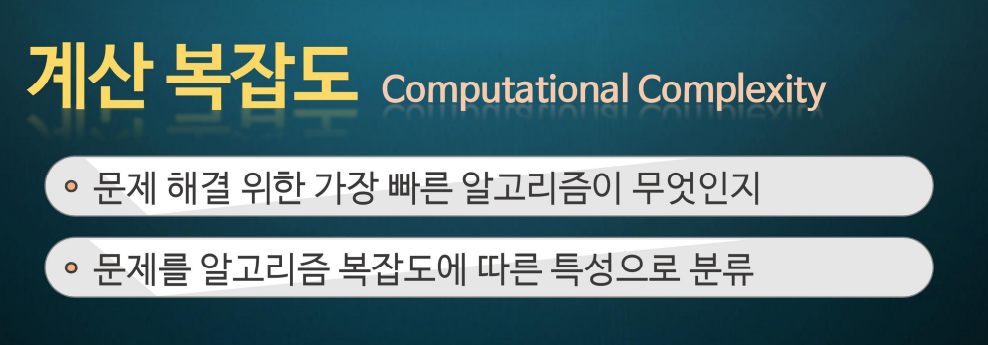 계산 복잡도 Computational Complexity
문제 해결 위한 가장 빠른 알고리즘이 무엇인지
문제를 알고리즘 복잡도에 따른 특성으로 분류